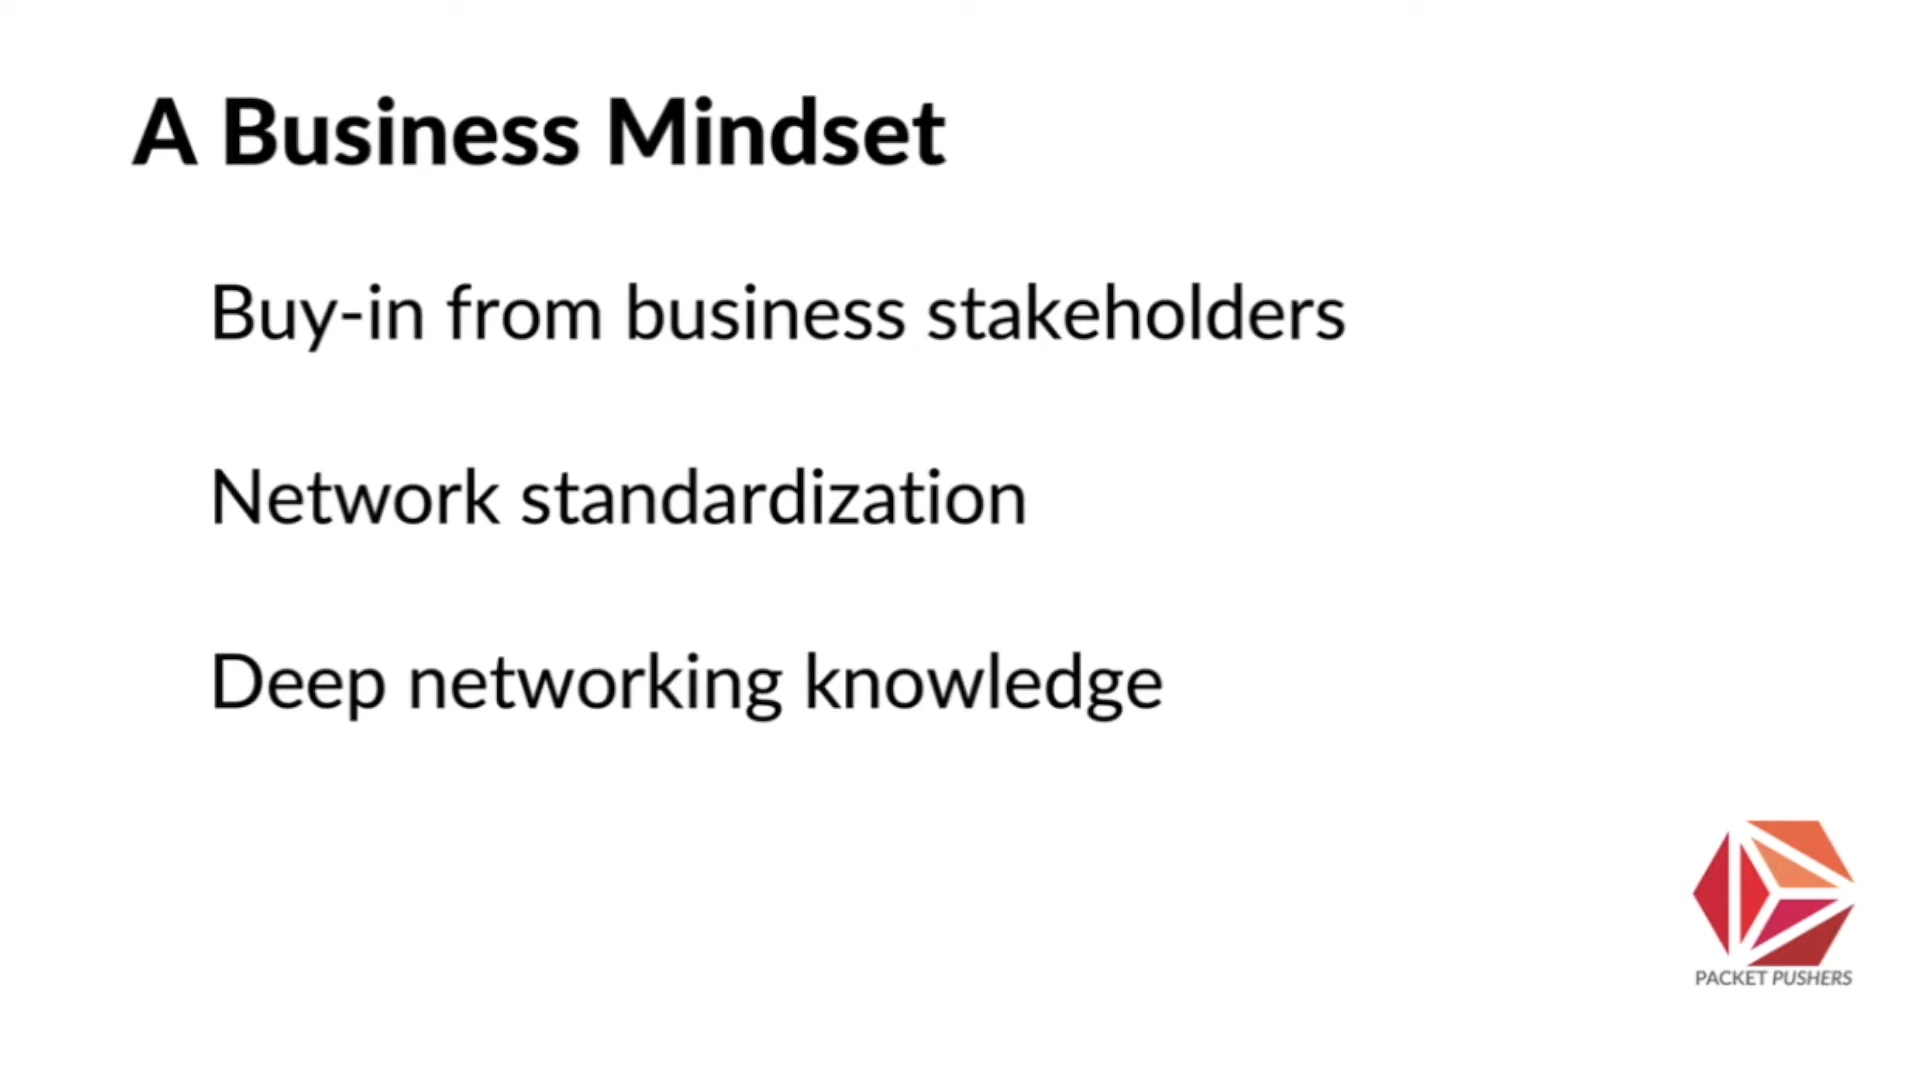 A Business Mindset
Buy-in from business stakeholders
Network standardization
Deep networking knowledge
PACKET PUSHERS